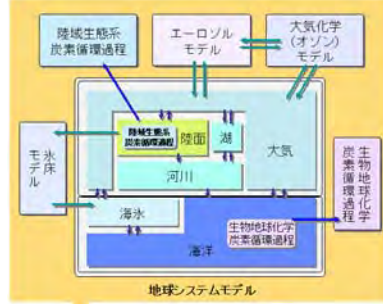 陸域生態系
炭素循環過程
エーロゾル
モデル
大気化学
(オゾン)
モデル
陸域生態系
炭素循環過程
陸面
湖
大気
河川
氷床モデル
海氷
生物地球化学
炭素循環過程
海洋
生物地球化学
炭素循環過程
地球システムモデル